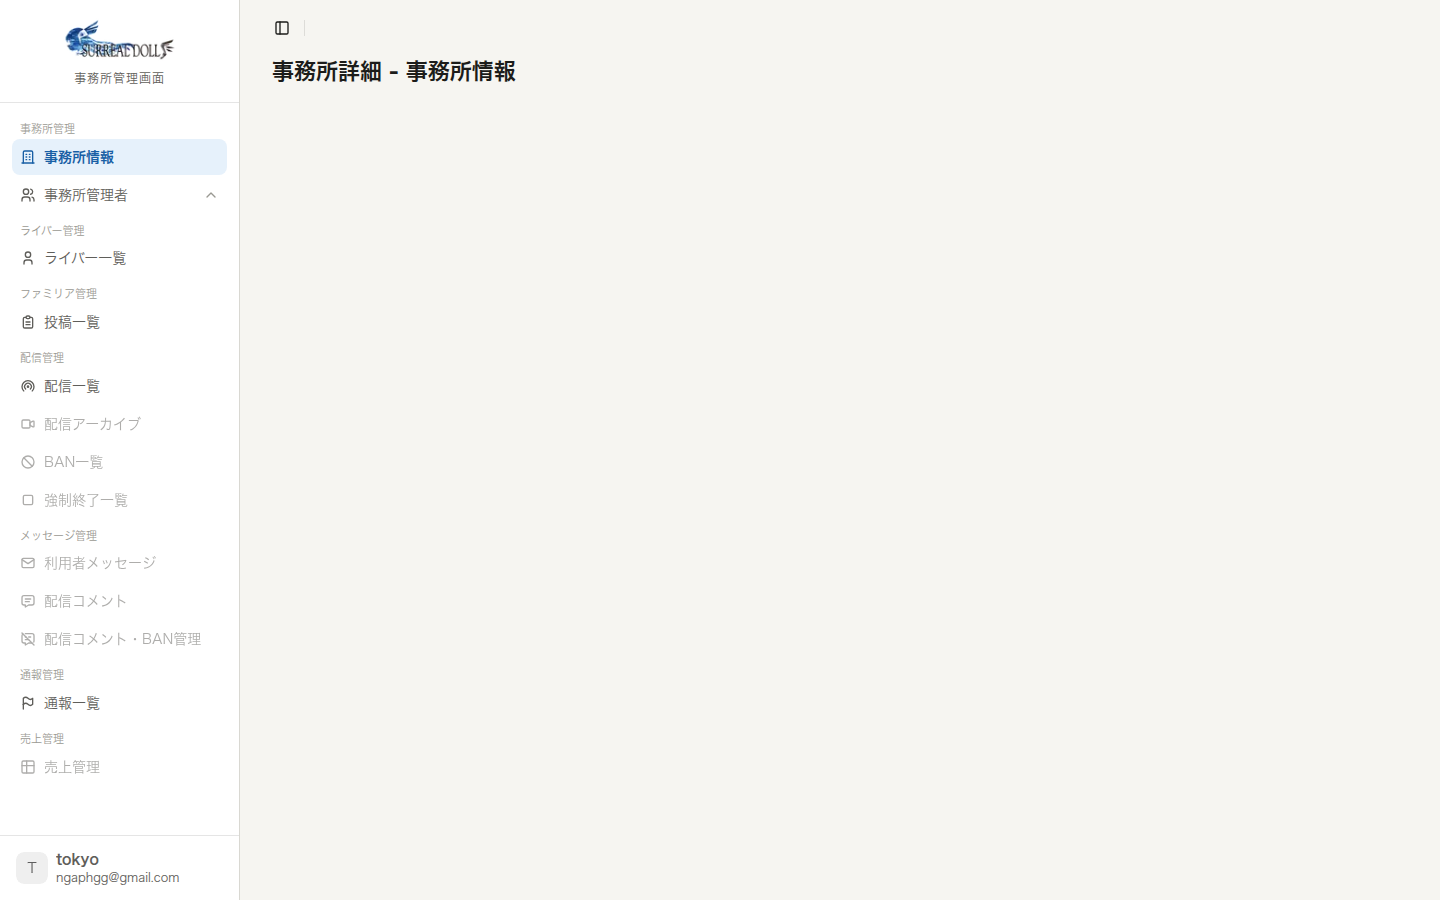 SURREAL DOLL
事務所管理画面
事務所管理
事務所情報
事務所管理者
ライバー管理
ライバー一覧
ファミリア管理
投稿一覧
配信管理
配信一覧
配信アーカイブ
BAN一覧
強制終了一覧
メッセージ管理
利用者メッセージ
配信コメント
配信コメント・BAN管理
通報管理
通報一覧
売上管理
売上管理
T
tokyo
ngaphgg@gmail.com
事務所詳細 - 事務所情報